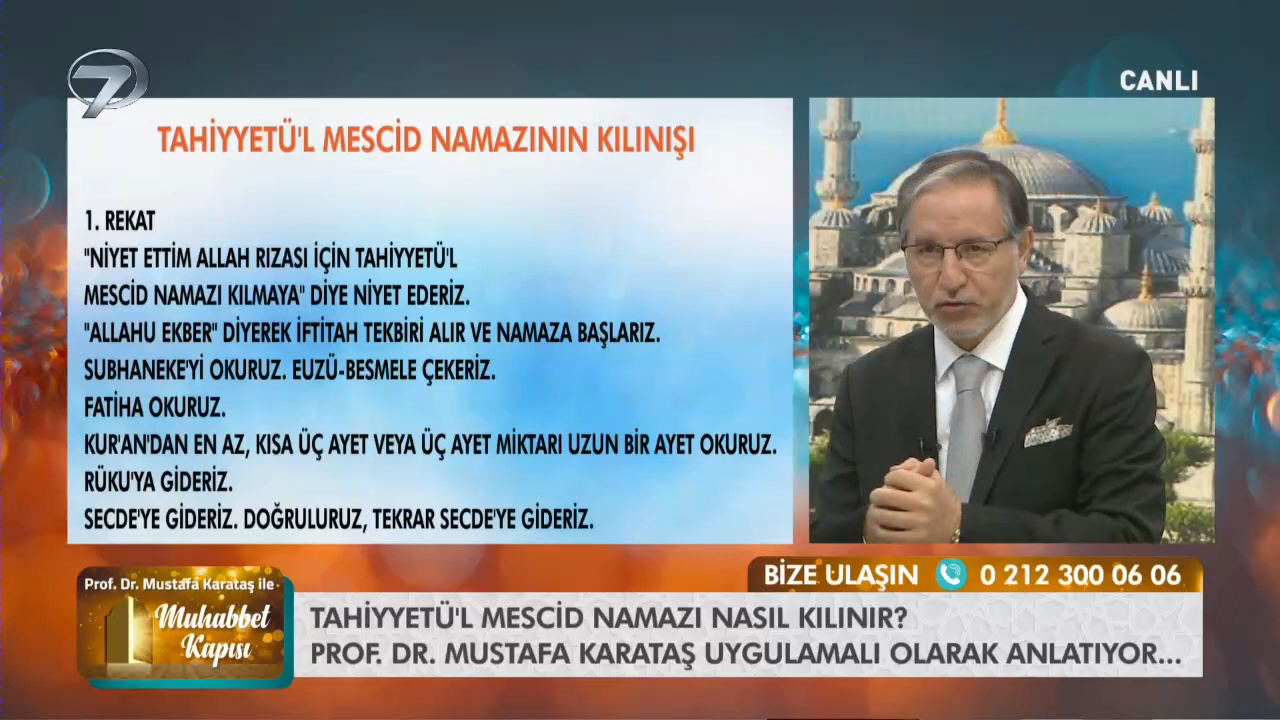 7
CANLI
TAHİYYETÜ'L MESCİD NAMAZININ KILINIŞI
1. REKAT
"NİYET ETTİM ALLAH RIZASI İÇİN TAHİYYETÜ'L
MESCİD NAMAZI KILMAYA" DİYE NİYET EDERİZ.
"ALLAHU EKBER" DİYEREK İFTİTAH TEKBİRİ ALIR VE NAMAZA BAŞLARIZ.
SUBHANEKE'Yİ OKURUZ. EUZÜ-BESMELE ÇEKERİZ.
FATİHA OKURUZ.
KUR'AN'DAN EN AZ, KISA ÜÇ AYET VEYA ÜÇ AYET MİKTARI UZUN BİR AYET OKURUZ.
RÜKU'YA GİDERİZ.
SECDE'YE GİDERİZ. DOĞRULURUZ, TEKRAR SECDE'YE GİDERİZ.
BİZE ULAŞIN 0 212 300 06 06
Prof. Dr. Mustafa Karataş ile
Muhabbet
Kapısı
TAHİYYETÜ'L MESCİD NAMAZI NASIL KILINIR?
PROF. DR. MUSTAFA KARATAŞ UYGULAMALI OLARAK ANLATIYOR...